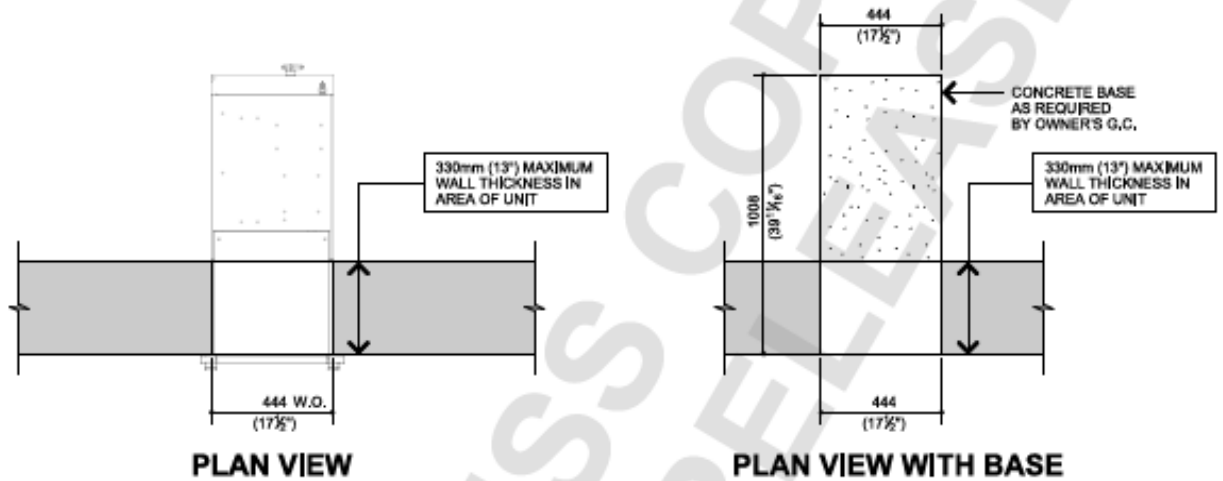 444
(17½")
CONCRETE BASE
AS REQUIRED
BY OWNER'S G.C.
330mm (13") MAXIMUM
WALL THICKNESS IN
AREA OF UNIT
330mm (13") MAXIMUM
WALL THICKNESS IN
AREA OF UNIT
1008
(39¹¹⁄₁₆")
444 W.O.
(17½")
444
(17½")
PLAN VIEW
PLAN VIEW WITH BASE